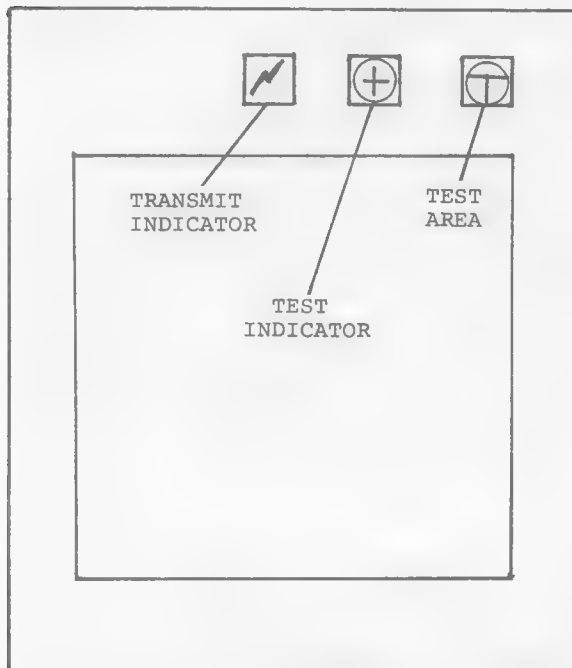 TRANSMIT
INDICATOR
TEST
AREA
TEST
INDICATOR